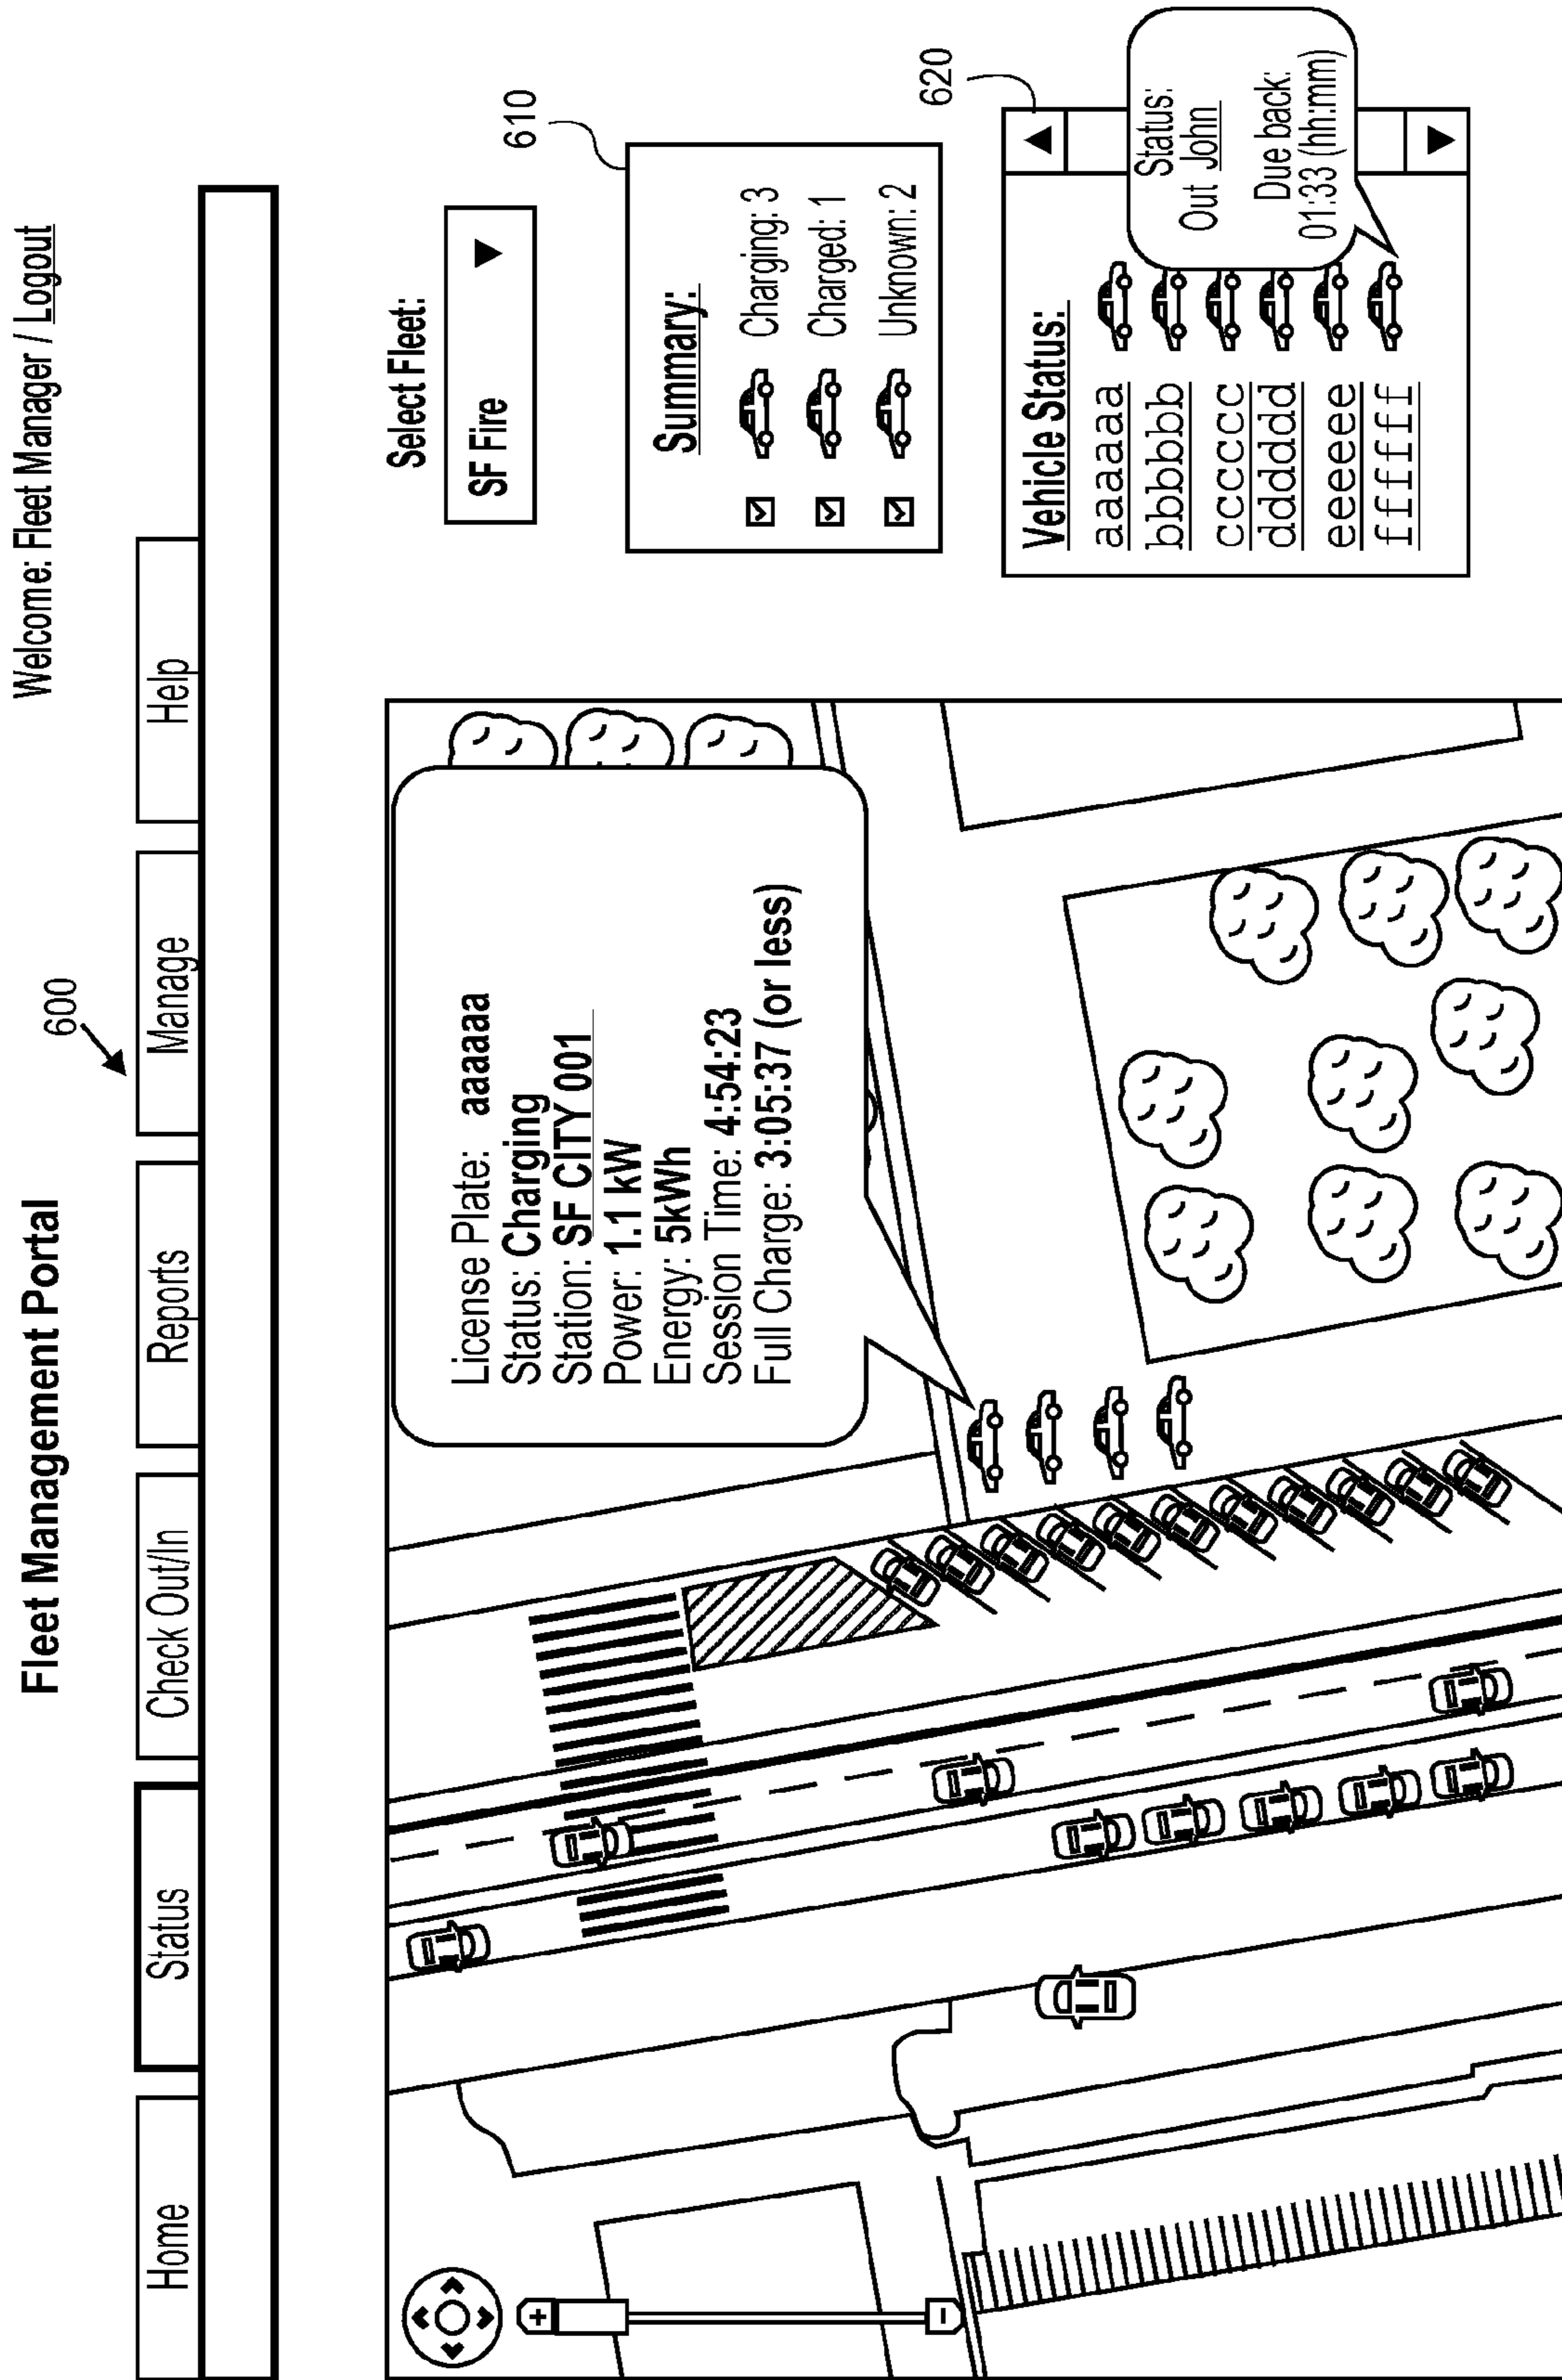 Fleet Management Portal
Welcome: Fleet Manager / Logout
600
Home
Status
Check Out/In
Reports
Manage
Help
License Plate: aaaaaa
Status: Charging
Station: SF CITY 001
Power: 1.1 kW
Energy: 5kWh
Session Time: 4:54:23
Full Charge: 3:05:37 (or less)
+
-
Select Fleet:
SF Fire ▼
610
Summary:
Charging: 3
Charged: 1
Unknown: 2
620
Vehicle Status:
aaaaaa
bbbbbb
cccccc
dddddd
eeeeee
ffffff
Status:
Out John
Due back:
01:33 (hh:mm)